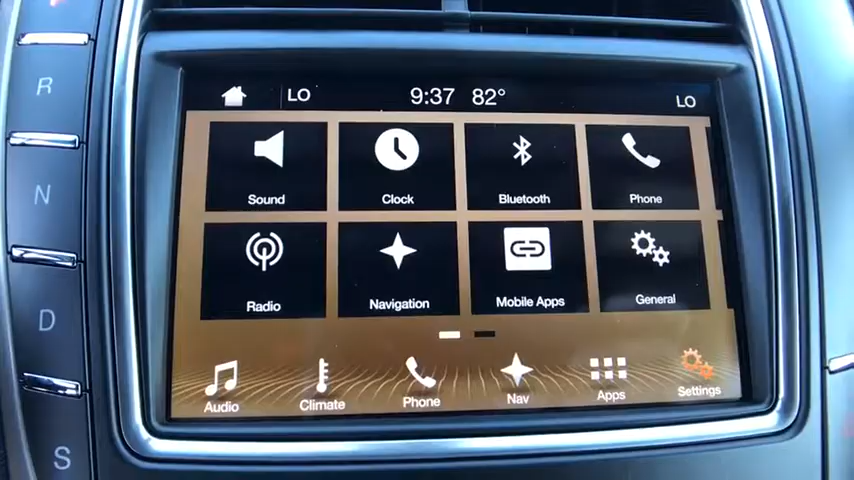 R
N
D
S
LO 9:37 82° LO
Sound Clock Bluetooth Phone
Radio Navigation Mobile Apps General
Audio Climate Phone Nav Apps Settings